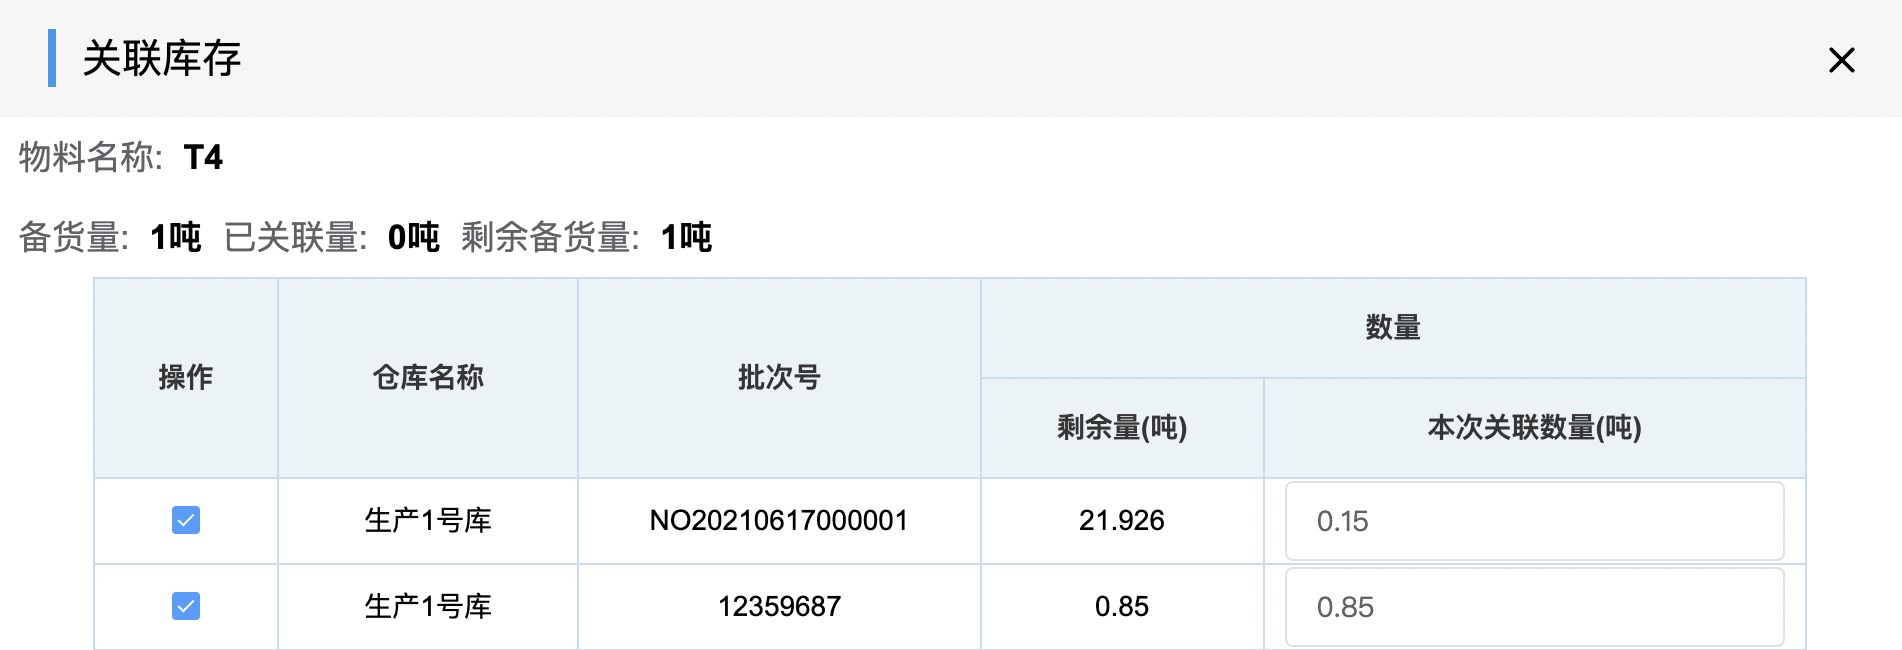 关联库存
物料名称: T4
备货量: 1吨 已关联量: 0吨 剩余备货量: 1吨
操作 仓库名称 批次号 数量
剩余量(吨) 本次关联数量(吨)
生产1号库 NO20210617000001 21.926 0.15
生产1号库 12359687 0.85 0.85